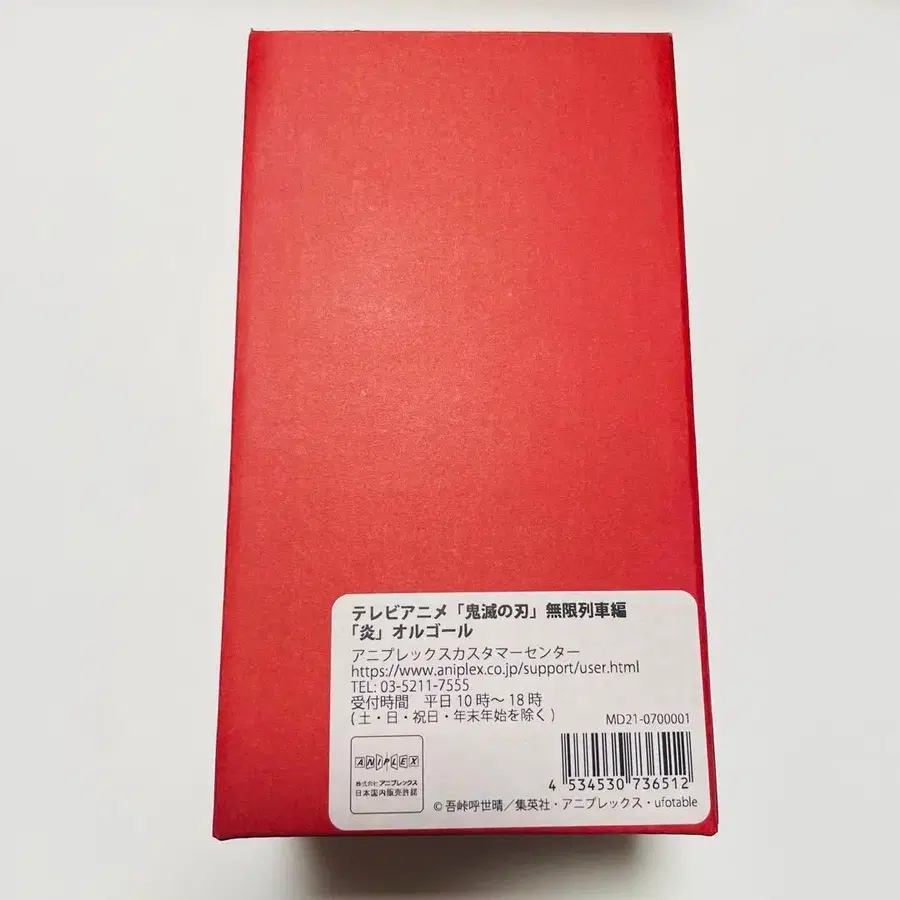 テレビアニメ「鬼滅の刃」無限列車編
「炎」オルゴール
アニプレックスカスタマーセンター
https://www.aniplex.co.jp/support/user.html
TEL: 03-5211-7555
受付時間　平日 10 時～ 18 時
( 土・日・祝日・年末年始を除く )
MD21-0700001
ANIPLEX
株式会社 アニプレックス
日本国内販売許諾
4 534530 736512
© 吾峠呼世晴／集英社・アニプレックス・ufotable